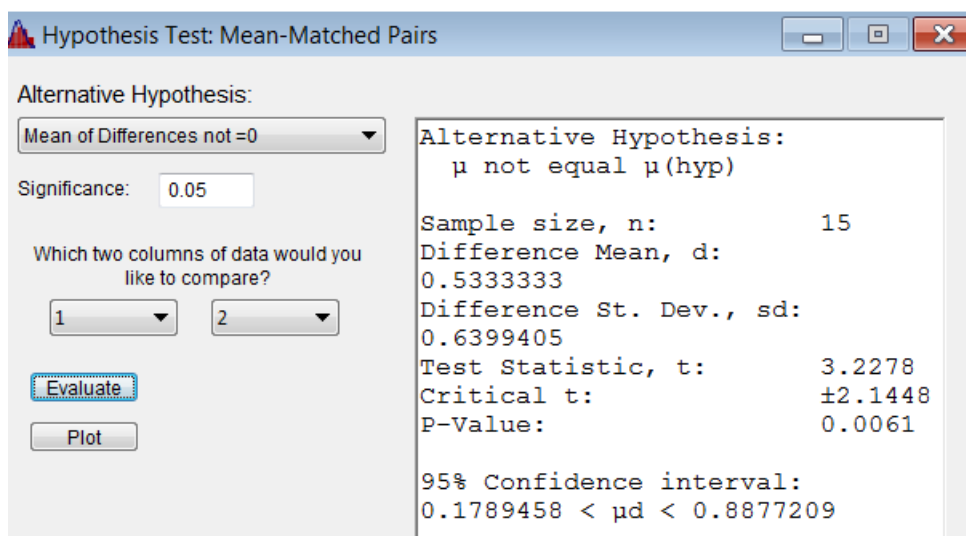 Hypothesis Test: Mean-Matched Pairs
Alternative Hypothesis:
Mean of Differences not =0
Significance: 0.05
Which two columns of data would you
like to compare?
1 2
Evaluate
Plot
Alternative Hypothesis:
μ not equal μ(hyp)
Sample size, n: 15
Difference Mean, d:
0.5333333
Difference St. Dev., sd:
0.6399405
Test Statistic, t: 3.2278
Critical t: ±2.1448
P-Value: 0.0061
95% Confidence interval:
0.1789458 < μd < 0.8877209